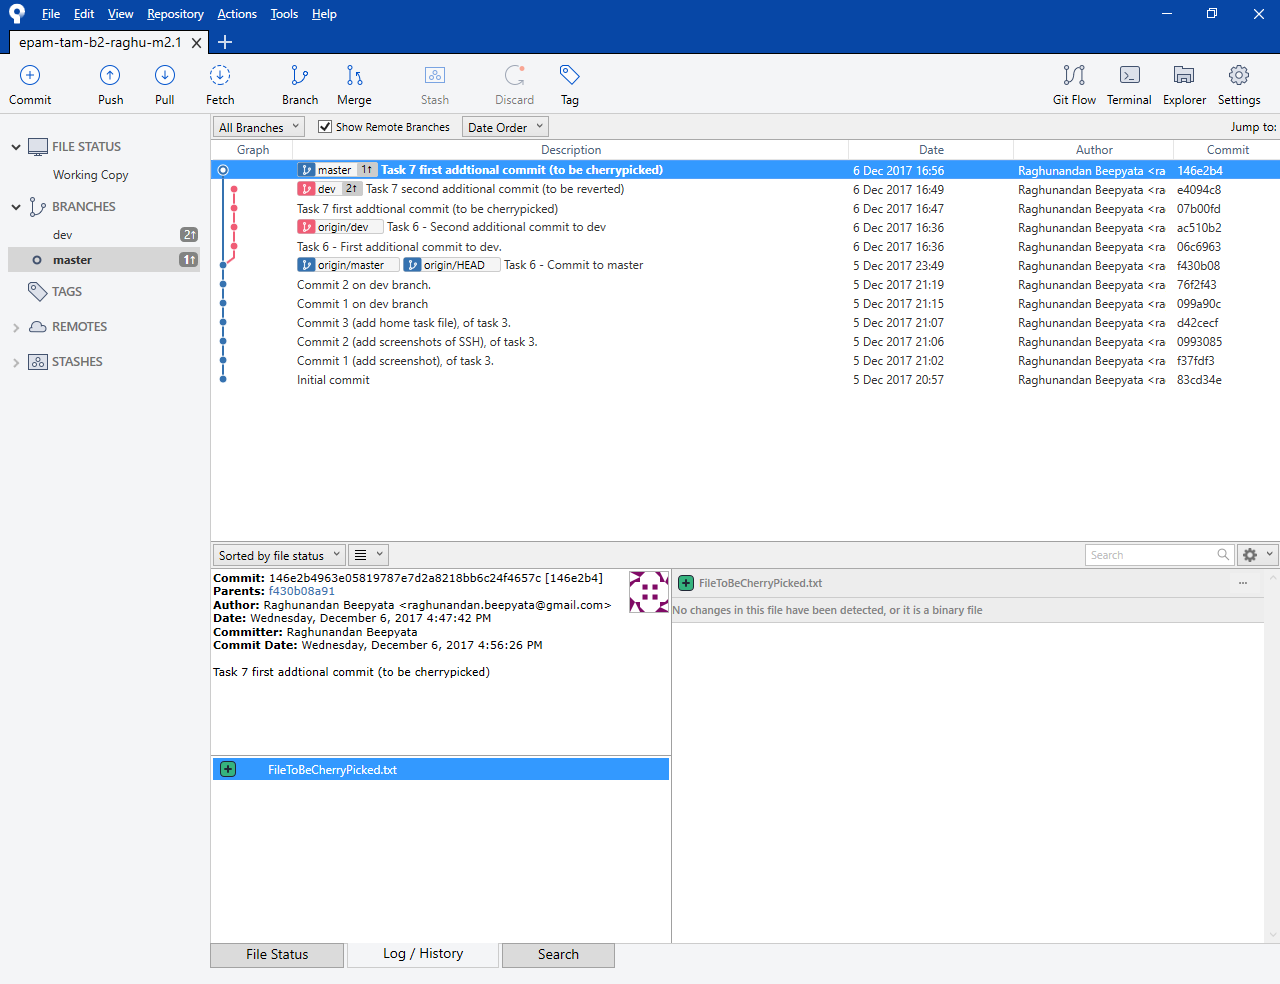 File Edit View Repository Actions Tools Help
epam-tam-b2-raghu-m2.1
Commit Push Pull Fetch Branch Merge Stash Discard Tag Git Flow Terminal Explorer Settings
All Branches Show Remote Branches Date Order Jump to:
FILE STATUS
Working Copy
BRANCHES
dev 2↑
master 1↑
TAGS
REMOTES
STASHES
Graph Description Date Author Commit
master 1↑ Task 7 first addtional commit (to be cherrypicked) 6 Dec 2017 16:56 Raghunandan Beepyata <ra 146e2b4
dev 2↑ Task 7 second additional commit (to be reverted) 6 Dec 2017 16:49 Raghunandan Beepyata <ra e4094c8
Task 7 first addtional commit (to be cherrypicked) 6 Dec 2017 16:47 Raghunandan Beepyata <ra 07b00fd
origin/dev Task 6 - Second additional commit to dev 6 Dec 2017 16:36 Raghunandan Beepyata <ra ac510b2
Task 6 - First additional commit to dev. 6 Dec 2017 16:36 Raghunandan Beepyata <ra 06c6963
origin/master origin/HEAD Task 6 - Commit to master 5 Dec 2017 23:49 Raghunandan Beepyata <ra f430b08
Commit 2 on dev branch. 5 Dec 2017 21:19 Raghunandan Beepyata <ra 76f2f43
Commit 1 on dev branch 5 Dec 2017 21:15 Raghunandan Beepyata <ra 099a90c
Commit 3 (add home task file), of task 3. 5 Dec 2017 21:07 Raghunandan Beepyata <ra d42cecf
Commit 2 (add screenshots of SSH), of task 3. 5 Dec 2017 21:06 Raghunandan Beepyata <ra 0993085
Commit 1 (add screenshot), of task 3. 5 Dec 2017 21:02 Raghunandan Beepyata <ra f37fdf3
Initial commit 5 Dec 2017 20:57 Raghunandan Beepyata <ra 83cd34e
Sorted by file status Search
Commit: 146e2b4963e05819787e7d2a8218bb6c24f4657c [146e2b4]
Parents: f430b08a91
Author: Raghunandan Beepyata <raghunandan.beepyata@gmail.com>
Date: Wednesday, December 6, 2017 4:47:42 PM
Committer: Raghunandan Beepyata
Commit Date: Wednesday, December 6, 2017 4:56:26 PM
Task 7 first addtional commit (to be cherrypicked)
FileToBeCherryPicked.txt
FileToBeCherryPicked.txt ...
No changes in this file have been detected, or it is a binary file
File Status Log / History Search